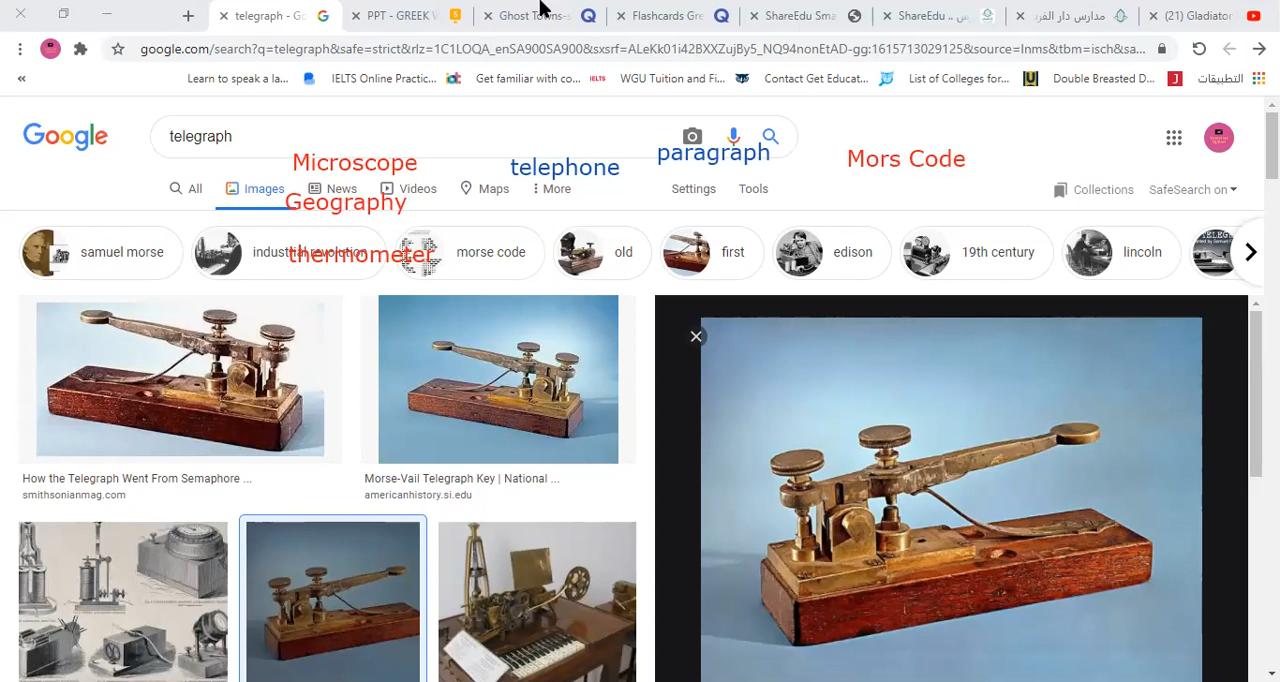 telegraph - Go
PPT - GREEK
Ghost Towns-
Flashcards Gre
ShareEdu Sma
ShareEdu ..
مدارس دار الفر
(21) Gladiator
google.com/search?q=telegraph&safe=strict&rlz=1C1LOQA_enSA900SA900&sxsrf=ALeKk01i42BXXZujBy5_NQ94nonEtAD-gg:1615713029125&source=lnms&tbm=isch&sa...
« Learn to speak a la...
IELTS Online Practic...
Get familiar with co...
IELTS
WGU Tuition and Fi...
Contact Get Educat...
List of Colleges for...
Double Breasted D...
J
التطبيقات
Google
telegraph
Microscope
telephone
paragraph
Mors Code
All
Images
News
Videos
Maps
More
Settings
Tools
Collections
SafeSearch on
Geography
samuel morse
industrial revolution
thermometer
morse code
old
first
edison
19th century
lincoln
How the Telegraph Went From Semaphore ...
smithsonianmag.com
Morse-Vail Telegraph Key | National ...
americanhistory.si.edu